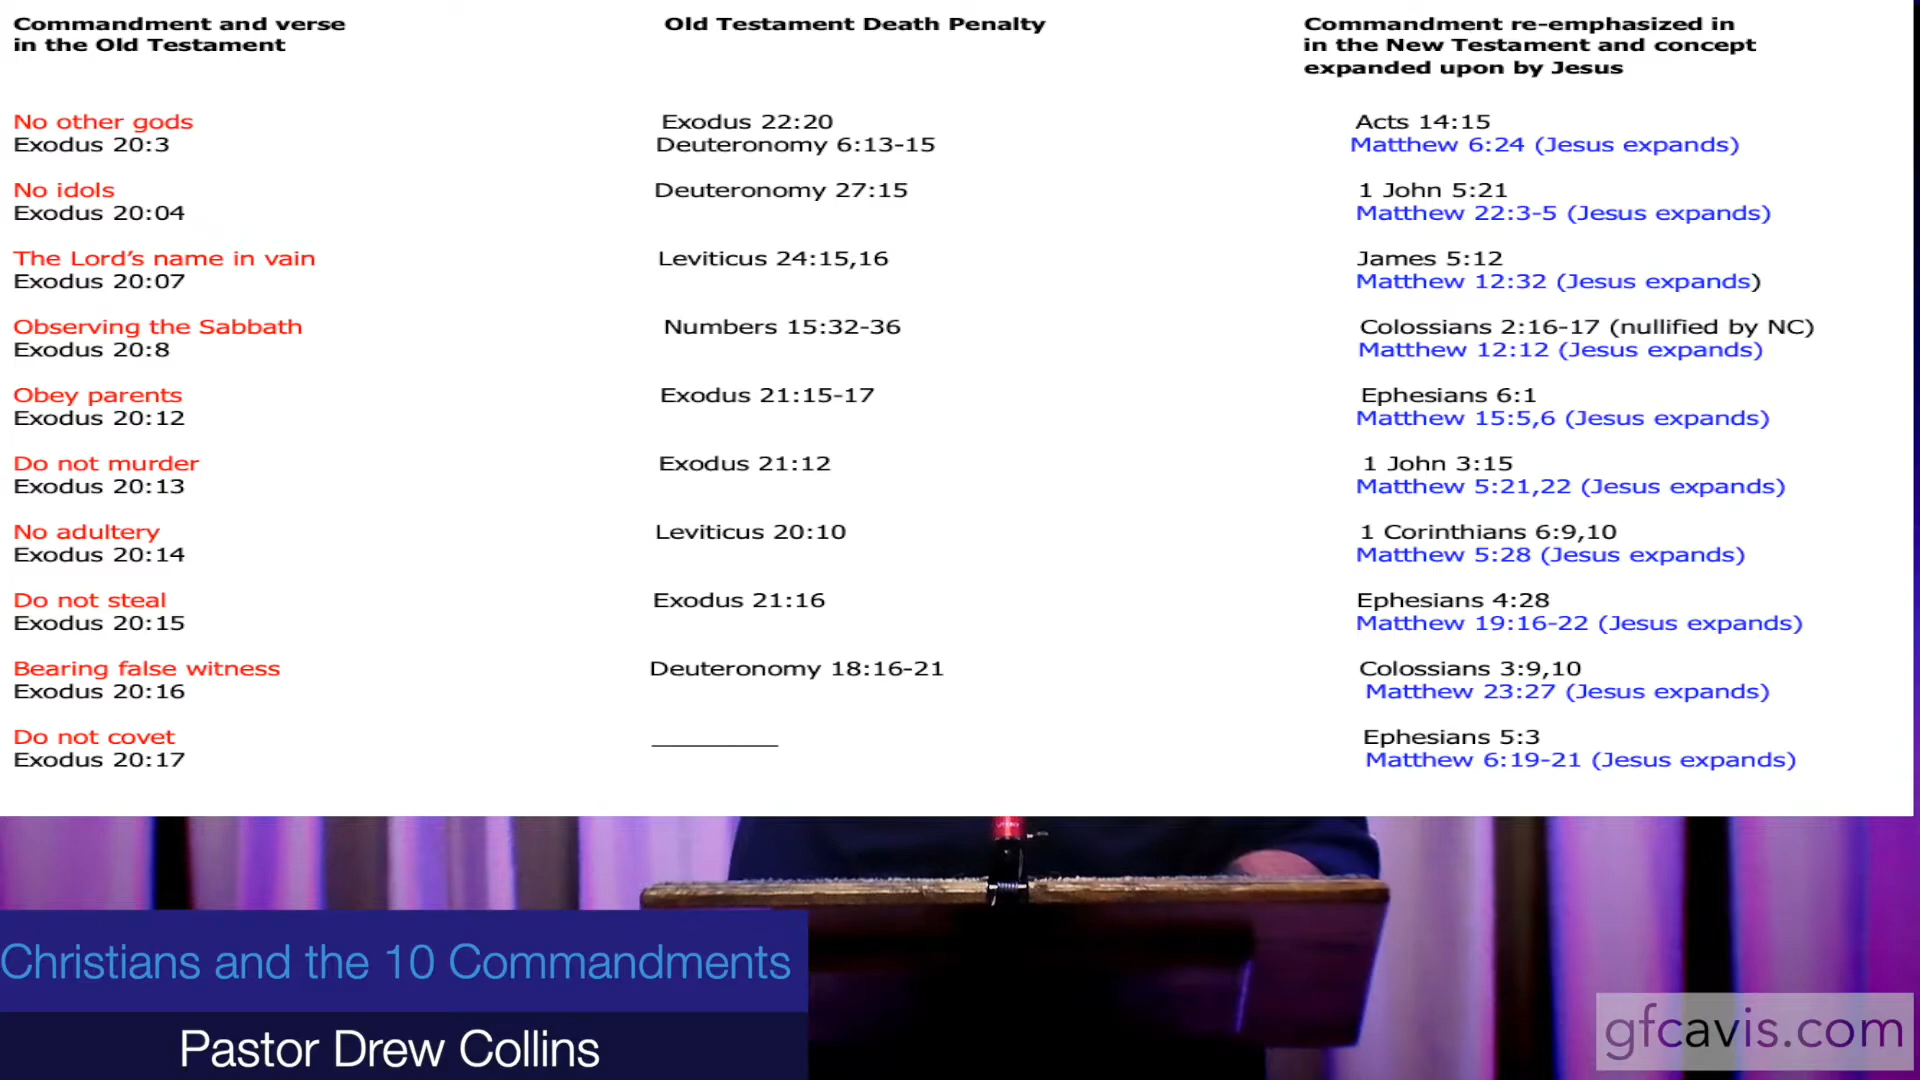 Commandment and verse
in the Old Testament
Old Testament Death Penalty
Commandment re-emphasized in
in the New Testament and concept
expanded upon by Jesus
No other gods
Exodus 20:3
Exodus 22:20
Deuteronomy 6:13-15
Acts 14:15
Matthew 6:24 (Jesus expands)
No idols
Exodus 20:04
Deuteronomy 27:15
1 John 5:21
Matthew 22:3-5 (Jesus expands)
The Lord’s name in vain
Exodus 20:07
Leviticus 24:15,16
James 5:12
Matthew 12:32 (Jesus expands)
Observing the Sabbath
Exodus 20:8
Numbers 15:32-36
Colossians 2:16-17 (nullified by NC)
Matthew 12:12 (Jesus expands)
Obey parents
Exodus 20:12
Exodus 21:15-17
Ephesians 6:1
Matthew 15:5,6 (Jesus expands)
Do not murder
Exodus 20:13
Exodus 21:12
1 John 3:15
Matthew 5:21,22 (Jesus expands)
No adultery
Exodus 20:14
Leviticus 20:10
1 Corinthians 6:9,10
Matthew 5:28 (Jesus expands)
Do not steal
Exodus 20:15
Exodus 21:16
Ephesians 4:28
Matthew 19:16-22 (Jesus expands)
Bearing false witness
Exodus 20:16
Deuteronomy 18:16-21
Colossians 3:9,10
Matthew 23:27 (Jesus expands)
Do not covet
Exodus 20:17
Ephesians 5:3
Matthew 6:19-21 (Jesus expands)
Christians and the 10 Commandments
Pastor Drew Collins
gfcavis.com